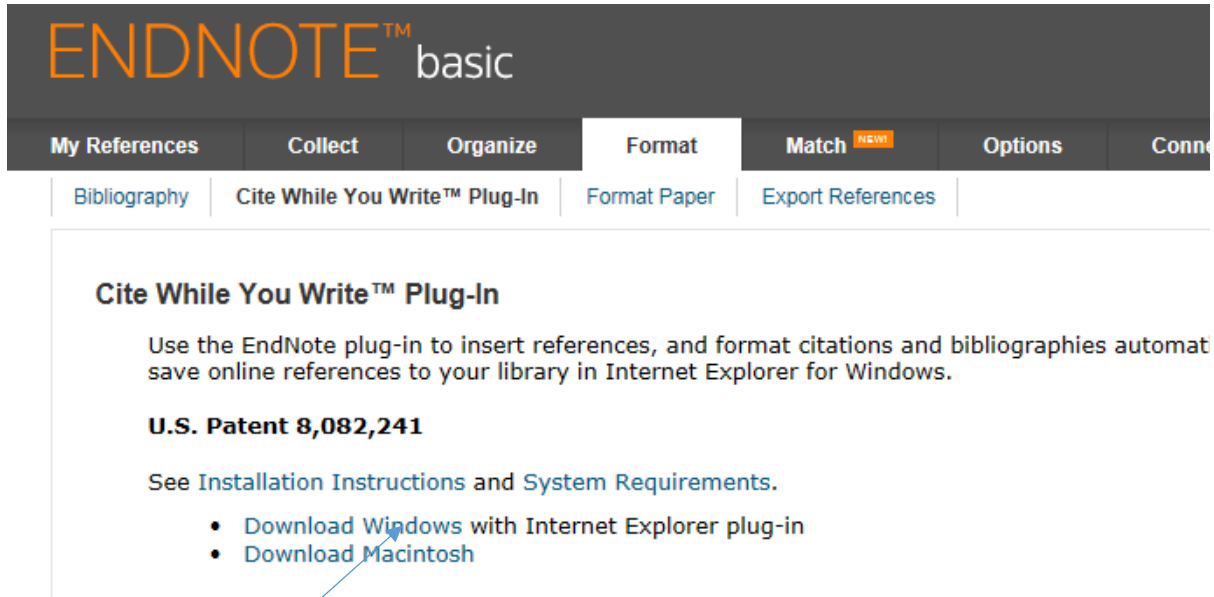 ENDNOTE™ basic
My References Collect Organize Format Match NEW! Options Conne
Bibliography Cite While You Write™ Plug-In Format Paper Export References
Cite While You Write™ Plug-In
Use the EndNote plug-in to insert references, and format citations and bibliographies automati
save online references to your library in Internet Explorer for Windows.
U.S. Patent 8,082,241
See Installation Instructions and System Requirements.
• Download Windows with Internet Explorer plug-in
• Download Macintosh